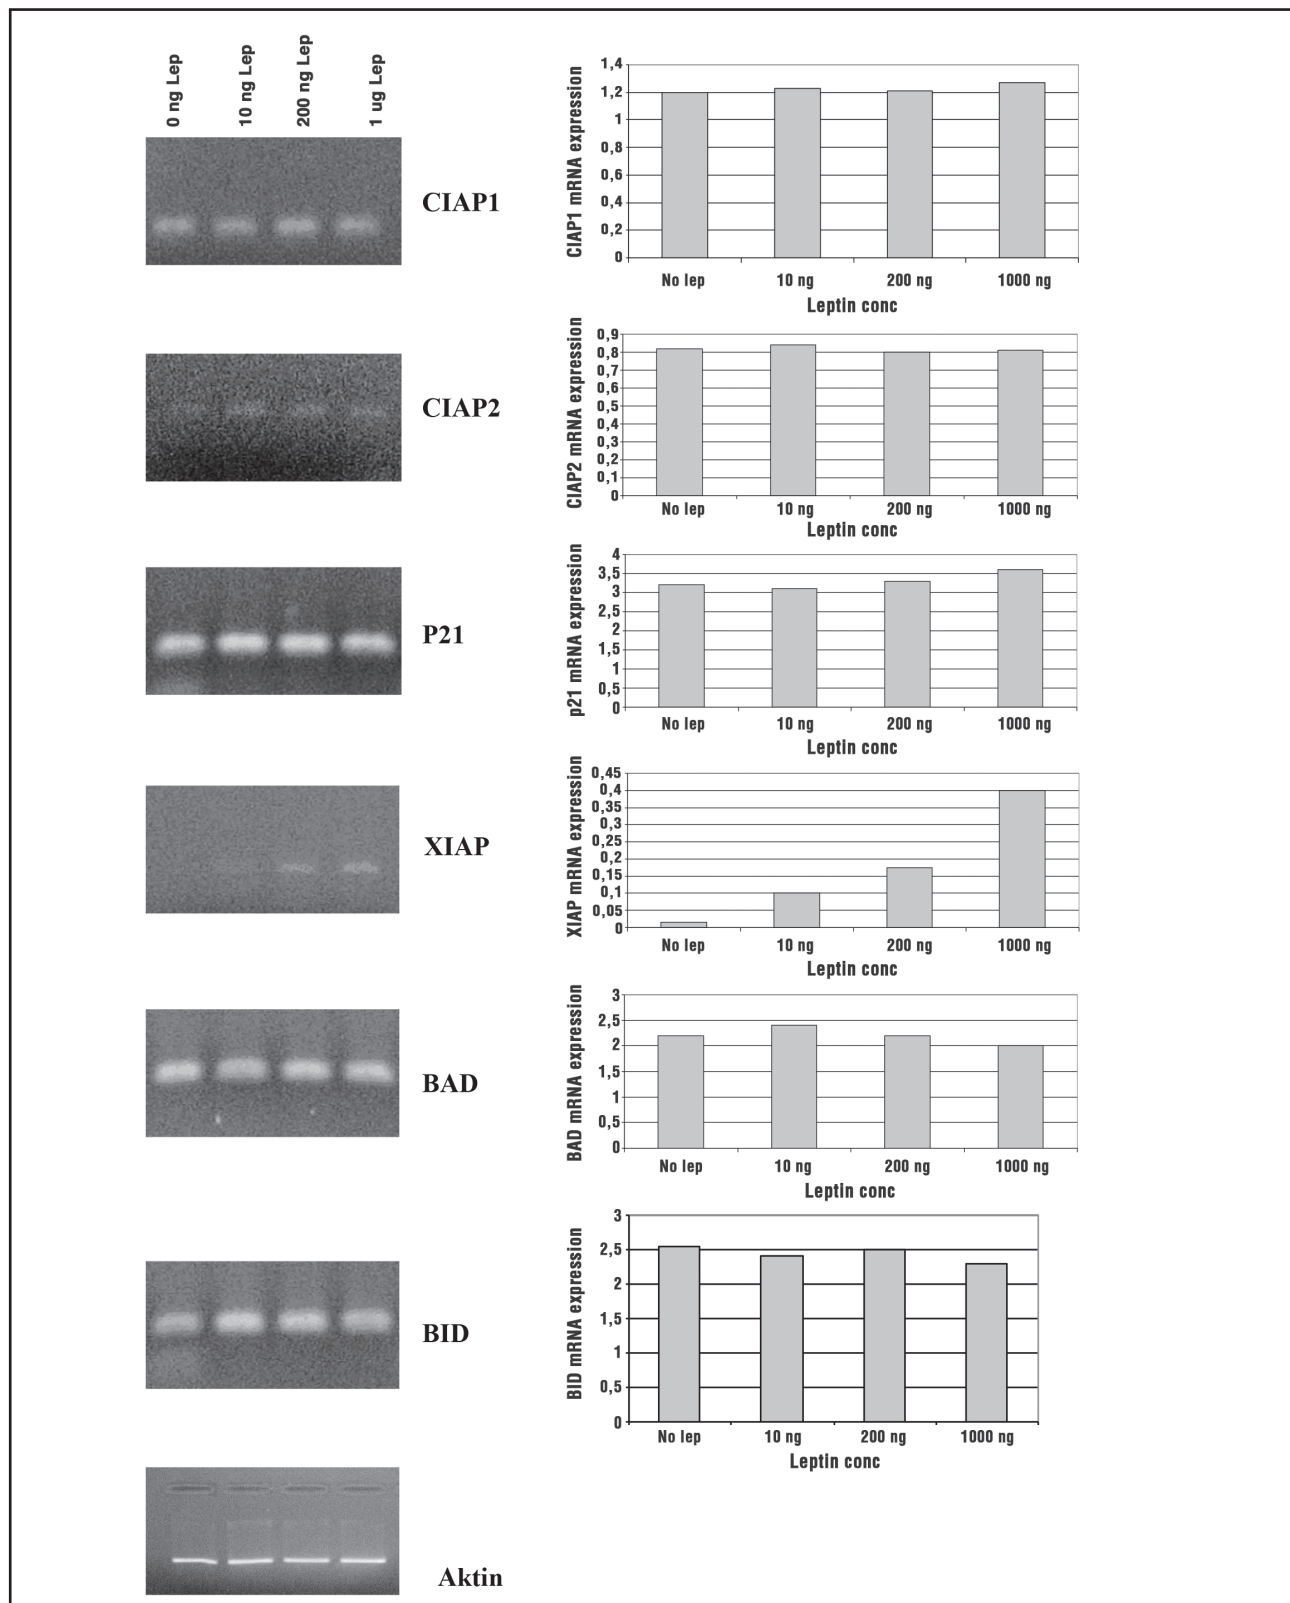 0 ng Lep
10 ng Lep
200 ng Lep
1 ug Lep
CIAP1
CIAP1 mRNA expression
1,4
1,2
1
0,8
0,6
0,4
0,2
0
No lep 10 ng 200 ng 1000 ng
Leptin conc
CIAP2
CIAP2 mRNA expression
0,9
0,8
0,7
0,6
0,5
0,4
0,3
0,2
0,1
0
No lep 10 ng 200 ng 1000 ng
Leptin conc
P21
p21 mRNA expression
4
3,5
3
2,5
2
1,5
1
0,5
0
No lep 10 ng 200 ng 1000 ng
Leptin conc
XIAP
XIAP mRNA expression
0,45
0,4
0,35
0,3
0,25
0,2
0,15
0,1
0,05
0
No lep 10 ng 200 ng 1000 ng
Leptin conc
BAD
BAD mRNA expression
3
2,5
2
1,5
1
0,5
0
No lep 10 ng 200 ng 1000 ng
Leptin conc
BID
BID mRNA expression
3
2,5
2
1,5
1
0,5
0
No lep 10 ng 200 ng 1000 ng
Leptin conc
Aktin